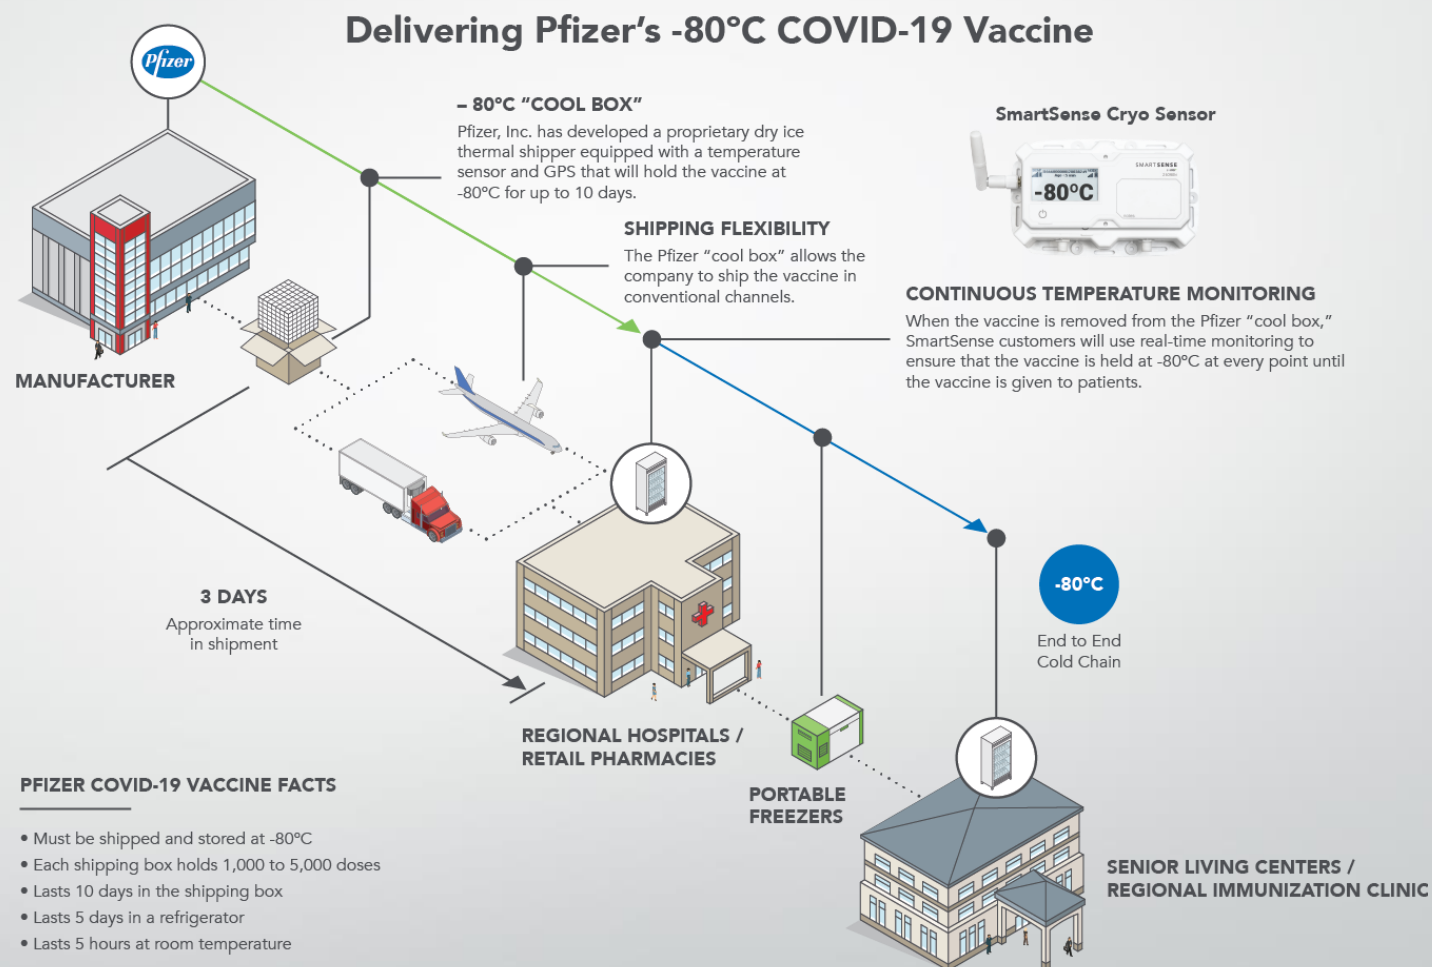 Delivering Pfizer's -80ºC COVID-19 Vaccine
Pfizer
– 80ºC "COOL BOX"
Pfizer, Inc. has developed a proprietary dry ice
thermal shipper equipped with a temperature
sensor and GPS that will hold the vaccine at
-80ºC for up to 10 days.
SmartSense Cryo Sensor
SMARTSENSE
-80ºC
SHIPPING FLEXIBILITY
The Pfizer "cool box" allows the
company to ship the vaccine in
conventional channels.
CONTINUOUS TEMPERATURE MONITORING
When the vaccine is removed from the Pfizer "cool box,"
SmartSense customers will use real-time monitoring to
ensure that the vaccine is held at -80ºC at every point until
the vaccine is given to patients.
MANUFACTURER
3 DAYS
Approximate time
in shipment
-80ºC
End to End
Cold Chain
REGIONAL HOSPITALS /
RETAIL PHARMACIES
PORTABLE
FREEZERS
SENIOR LIVING CENTERS /
REGIONAL IMMUNIZATION CLINIC
PFIZER COVID-19 VACCINE FACTS
• Must be shipped and stored at -80ºC
• Each shipping box holds 1,000 to 5,000 doses
• Lasts 10 days in the shipping box
• Lasts 5 days in a refrigerator
• Lasts 5 hours at room temperature